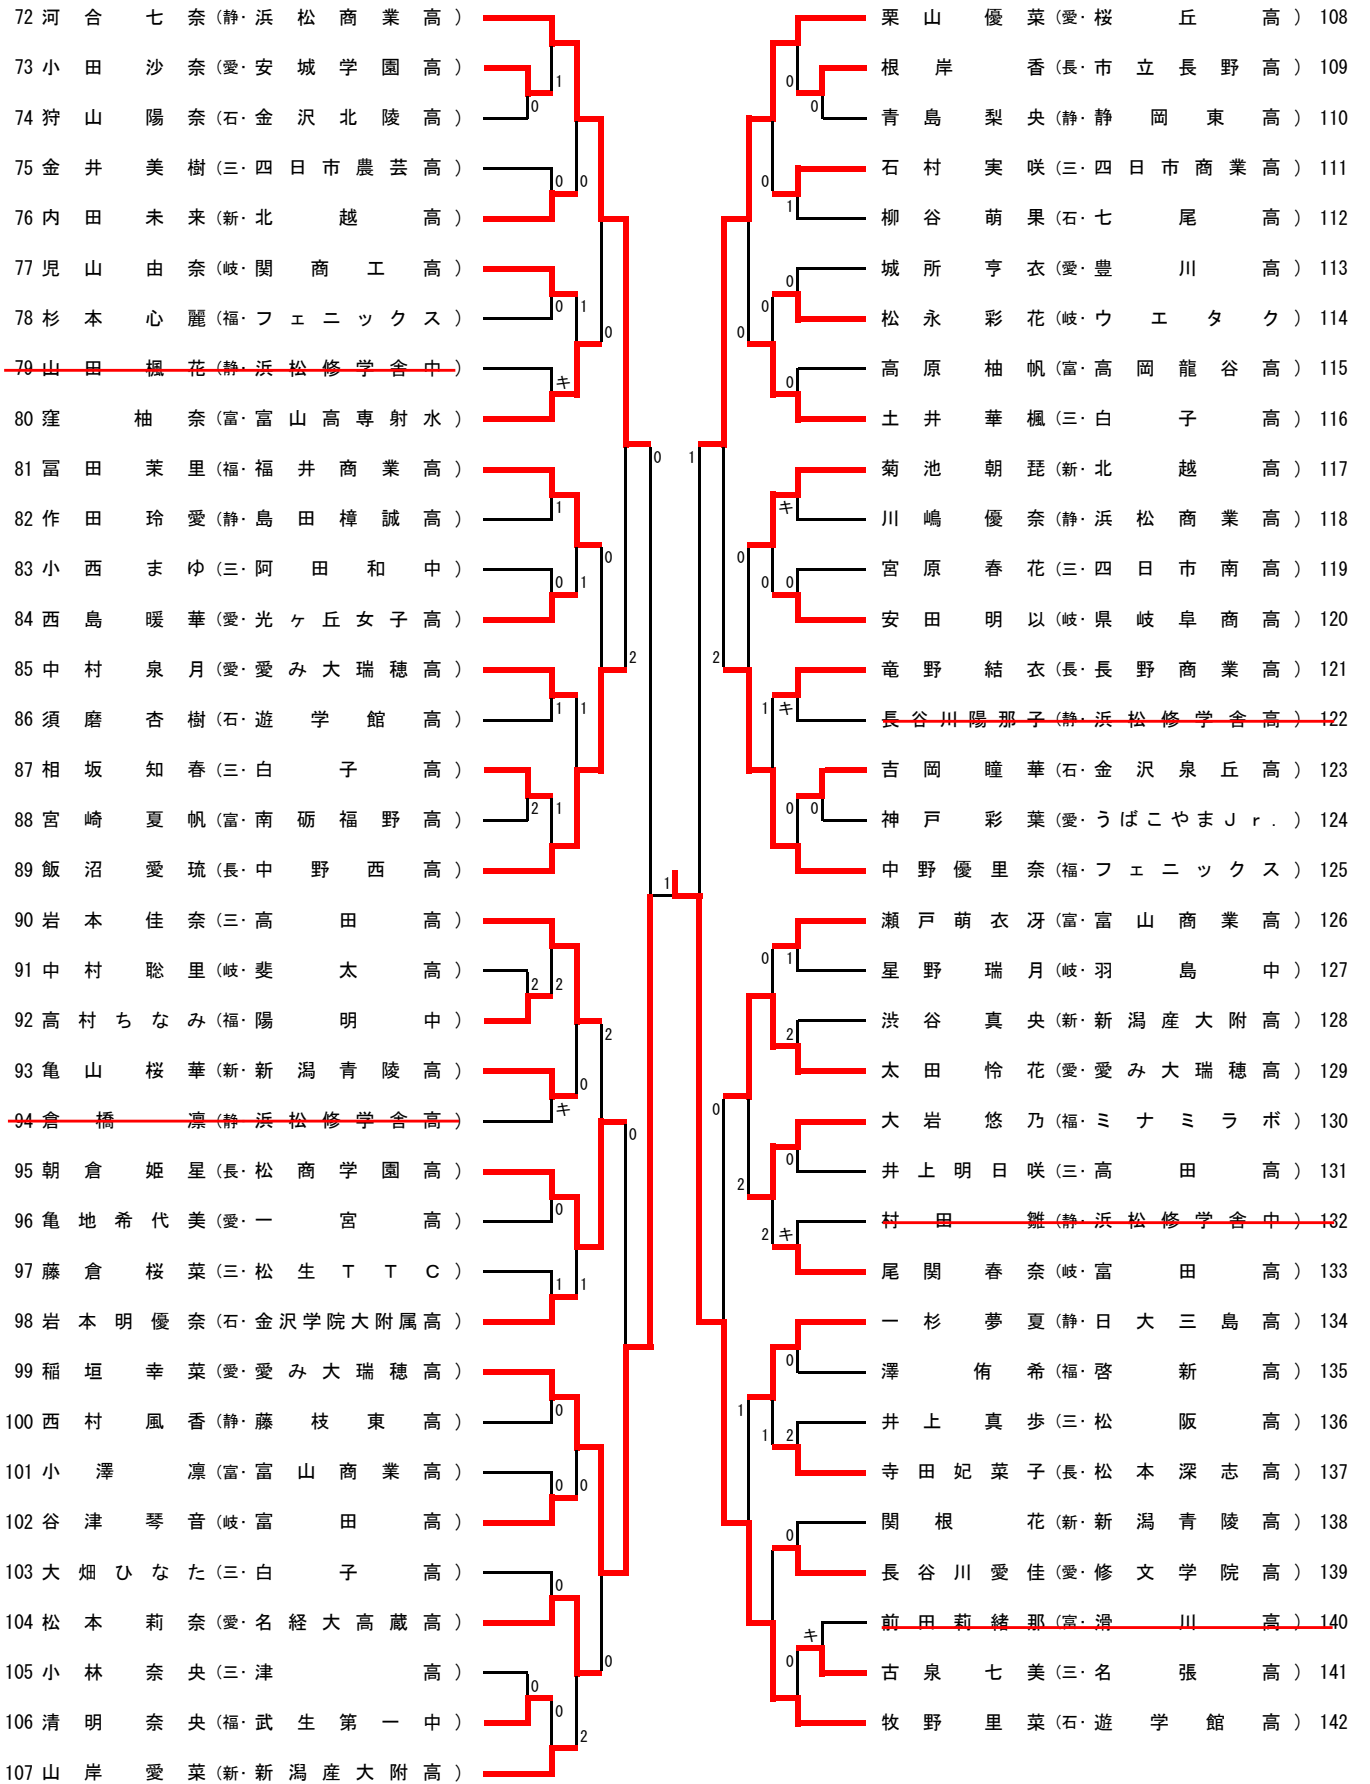 72 河合 七奈 (静・浜松商業高)
73 小田 沙奈 (愛・安城学園高)
74 狩山 陽奈 (石・金沢北陵高)
75 金井 美樹 (三・四日市農芸高)
76 内田 未来 (新・北越高)
77 児山 由奈 (岐・関商工高)
78 杉本 心麗 (福・フェニックス)
79 山田 楓花 (静・浜松修学舎中)
80 窪 柚奈 (富・富山高専射水)
81 冨田 茉里 (福・福井商業高)
82 作田 玲愛 (静・島田樟誠高)
83 小西 まゆ (三・阿田和中)
84 西島 暖華 (愛・光ヶ丘女子高)
85 中村 泉月 (愛・愛み大瑞穂高)
86 須磨 杏樹 (石・遊学館高)
87 相坂 知春 (三・白子高)
88 宮崎 夏帆 (富・南砺福野高)
89 飯沼 愛琉 (長・中野西高)
90 岩本 佳奈 (三・高田高)
91 中村 聡里 (岐・斐太高)
92 高村ちなみ (福・陽明中)
93 亀山 桜華 (新・新潟青陵高)
94 倉橋 凛 (静・浜松修学舎高)
95 朝倉 姫星 (長・松商学園高)
96 亀地希代美 (愛・一宮高)
97 藤倉 桜菜 (三・松生TTC)
98 岩本明優奈 (石・金沢学院大附属高)
99 稲垣 幸菜 (愛・愛み大瑞穂高)
100 西村 風香 (静・藤枝東高)
101 小澤 凛 (富・富山商業高)
102 谷津 琴音 (岐・富田高)
103 大畑ひなた (三・白子高)
104 松本 莉奈 (愛・名経大高蔵高)
105 小林 奈央 (三・津高)
106 清明 奈央 (福・武生第一中)
107 山岸 愛菜 (新・新潟産大附高)
栗山 優菜 (愛・桜丘高) 108
根岸 香 (長・市立長野高) 109
青島 梨央 (静・静岡東高) 110
石村 実咲 (三・四日市商業高) 111
柳谷 萌果 (石・七尾高) 112
城所 亨衣 (愛・豊川高) 113
松永 彩花 (岐・ウエタク) 114
高原 柚帆 (富・高岡龍谷高) 115
土井 華楓 (三・白子高) 116
菊池 朝琵 (新・北越高) 117
川嶋 優奈 (静・浜松商業高) 118
宮原 春花 (三・四日市南高) 119
安田 明以 (岐・県岐阜商高) 120
竜野 結衣 (長・長野商業高) 121
長谷川陽那子 (静・浜松修学舎高) 122
吉岡 瞳華 (石・金沢泉丘高) 123
神戸 彩葉 (愛・うばこやまJr.) 124
中野優里奈 (福・フェニックス) 125
瀬戸萌衣冴 (富・富山商業高) 126
星野 瑞月 (岐・羽島中) 127
渋谷 真央 (新・新潟産大附高) 128
太田 怜花 (愛・愛み大瑞穂高) 129
大岩 悠乃 (福・ミナミラボ) 130
井上明日咲 (三・高田高) 131
村田 雛 (静・浜松修学舎中) 132
尾関 春奈 (岐・富田高) 133
一杉 夢夏 (静・日大三島高) 134
澤 侑希 (福・啓新高) 135
井上 真歩 (三・松阪高) 136
寺田妃菜子 (長・松本深志高) 137
関根 花 (新・新潟青陵高) 138
長谷川愛佳 (愛・修文学院高) 139
前田莉緒那 (富・滑川高) 140
古泉 七美 (三・名張高) 141
牧野 里菜 (石・遊学館高) 142